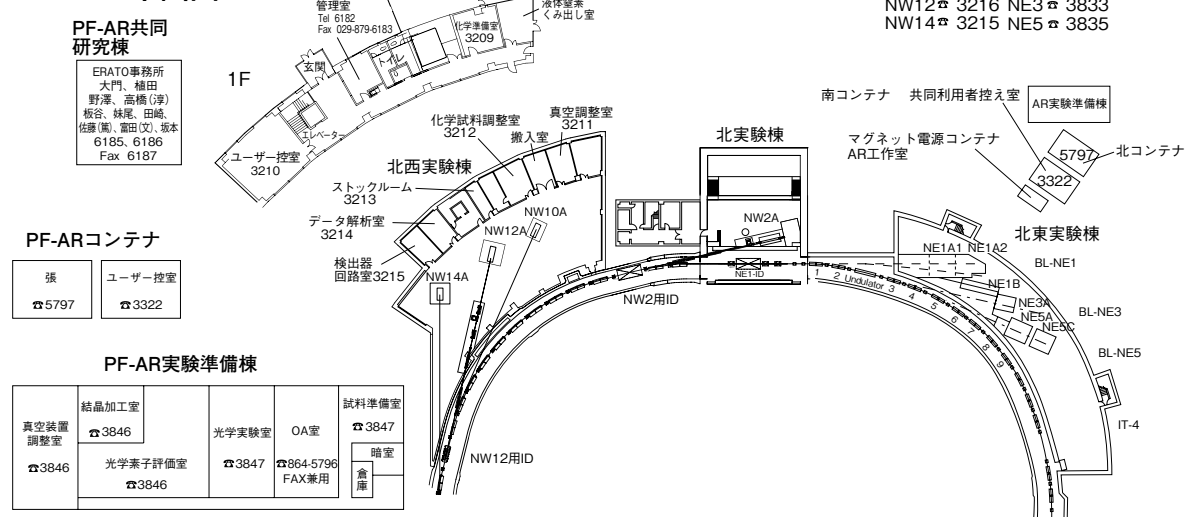 管理室
Tel 6182
Fax 029-879-6183
液体窒素
くみ出し室
化学準備室
3209
トイレ
玄関
NW12☎ 3216 NE3 ☎ 3833
NW14☎ 3215 NE5 ☎ 3835
PF-AR共同
研究棟
ERATO事務所
大門、植田
野澤、高橋(淳)
板谷、妹尾、田崎、
佐藤(篤)、富田(文)、坂本
6185、6186
Fax 6187
1F
エレベーター
ユーザー控室
3210
南コンテナ
共同利用者控え室
AR実験準備棟
マグネット電源コンテナ
AR工作室
5797
北コンテナ
3322
化学試料調整室
3212
搬入室
真空調整室
3211
北実験棟
北西実験棟
ストックルーム
3213
データ解析室
3214
検出器
回路室3215
NW10A
NW12A
NW14A
NW2A
北東実験棟
NE1A1
NE1A2
BL-NE1
NE1B
NE3A
BL-NE3
NE5A
NE5C
BL-NE5
IT-4
NE1-ID
NW2用ID
1 2 Undulator 3 4 5 6 7 8 9
NW12用ID
PF-ARコンテナ
張
☎5797
ユーザー控室
☎3322
PF-AR実験準備棟
真空装置
調整室
☎3846
結晶加工室
☎3846
光学素子評価室
☎3846
光学実験室
☎3847
OA室
☎864-5796
FAX兼用
試料準備室
☎3847
暗室
倉庫